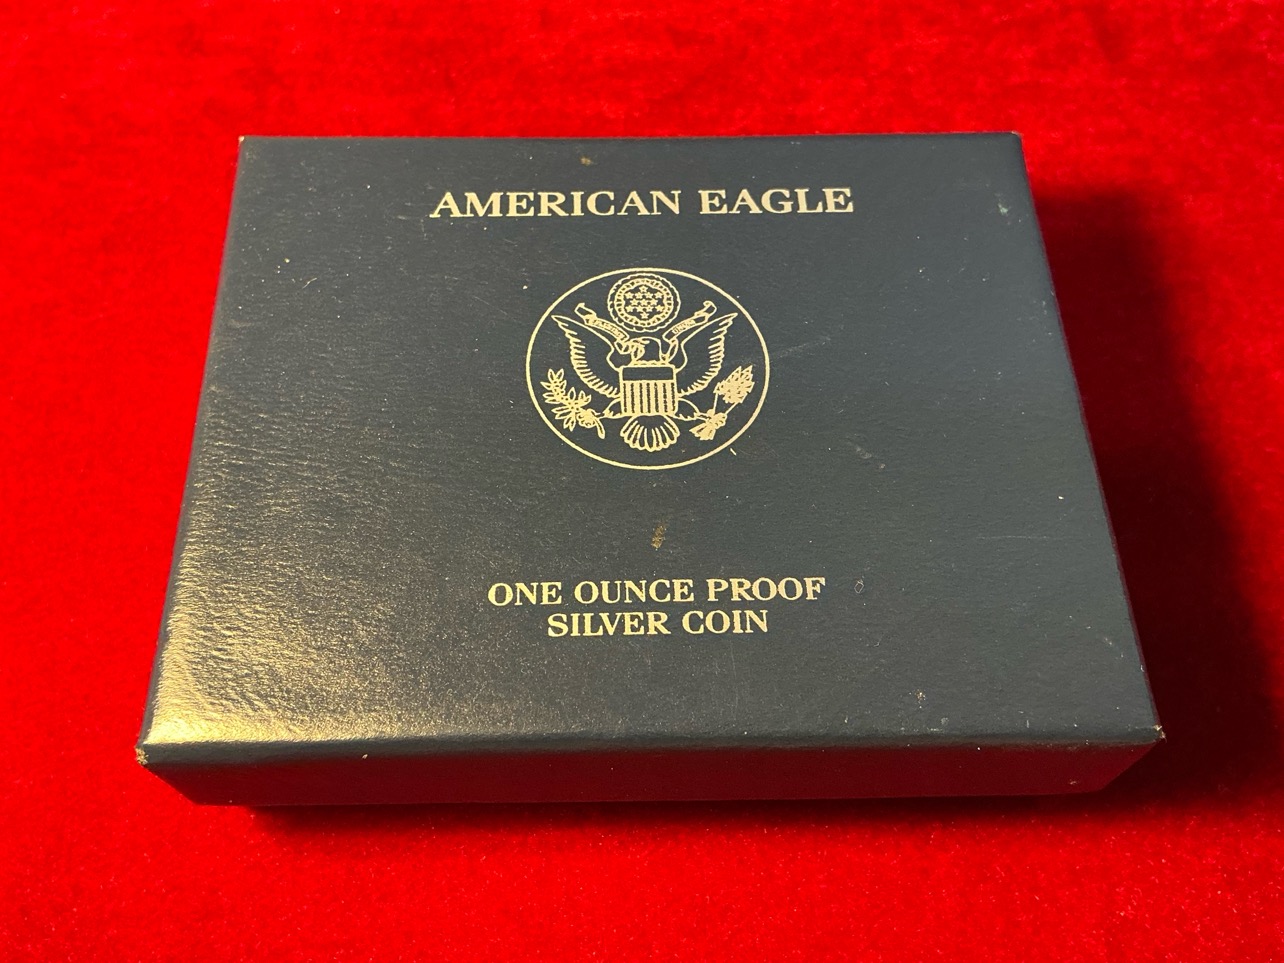 AMERICAN EAGLE
ONE OUNCE PROOF
SILVER COIN